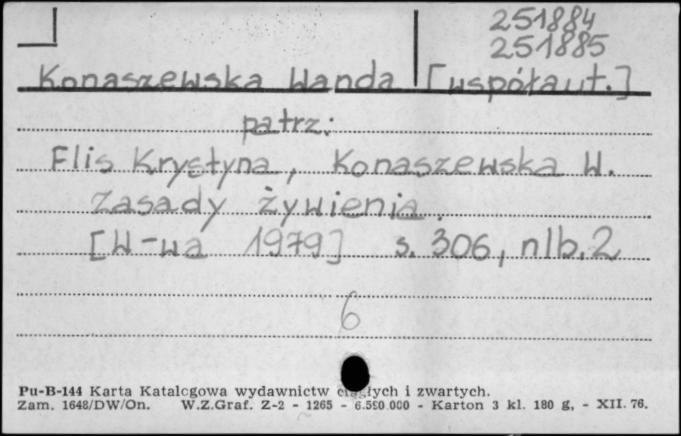 251884
251885
Konaszewska Wanda [współaut.]
patrz:
Flis Krystyna, Konaszewska W.
Zasady żywienia.
[W-wa 1979] s. 306, nlb. 2
6
Pu-B-144 Karta Katalogowa wydawnictw ciągłych i zwartych.
Zam. 1648/DW/On. W.Z.Graf. Z-2 - 1265 - 6.590.000 - Karton 3 kl. 180 g, - XII. 76.